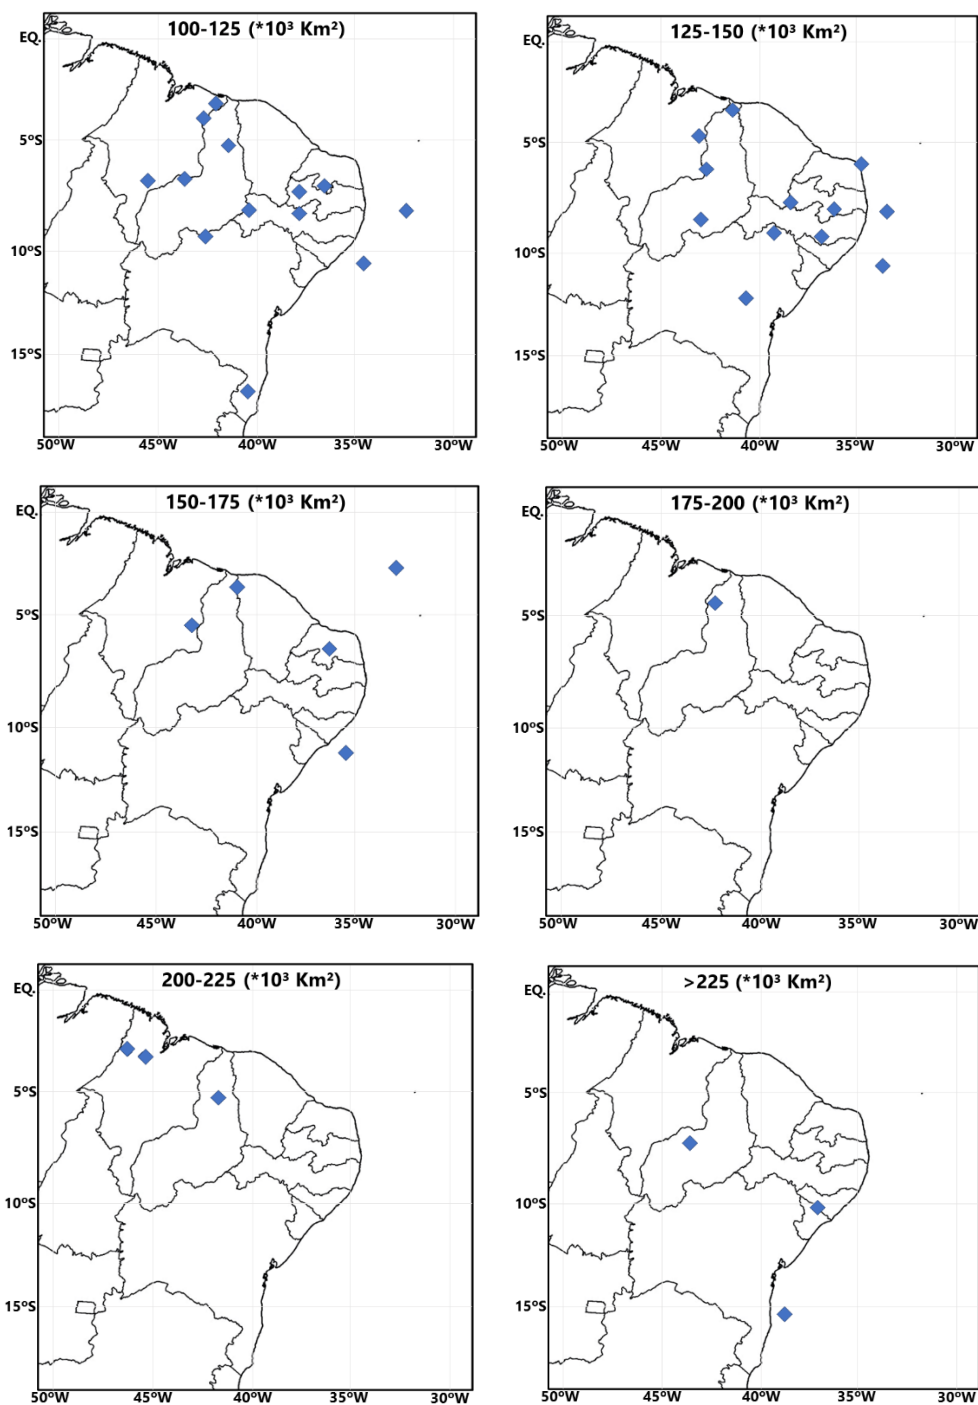 100-125 (*10³ Km²)
EQ.
5ºS
10ºS
15ºS
50ºW 45ºW 40ºW 35ºW 30ºW
125-150 (*10³ Km²)
EQ.
5ºS
10ºS
15ºS
50ºW 45ºW 40ºW 35ºW 30ºW
150-175 (*10³ Km²)
EQ.
5ºS
10ºS
15ºS
50ºW 45ºW 40ºW 35ºW 30ºW
175-200 (*10³ Km²)
EQ.
5ºS
10ºS
15ºS
50ºW 45ºW 40ºW 35ºW 30ºW
200-225 (*10³ Km²)
EQ.
5ºS
10ºS
15ºS
50ºW 45ºW 40ºW 35ºW 30ºW
>225 (*10³ Km²)
EQ.
5ºS
10ºS
15ºS
50ºW 45ºW 40ºW 35ºW 30ºW